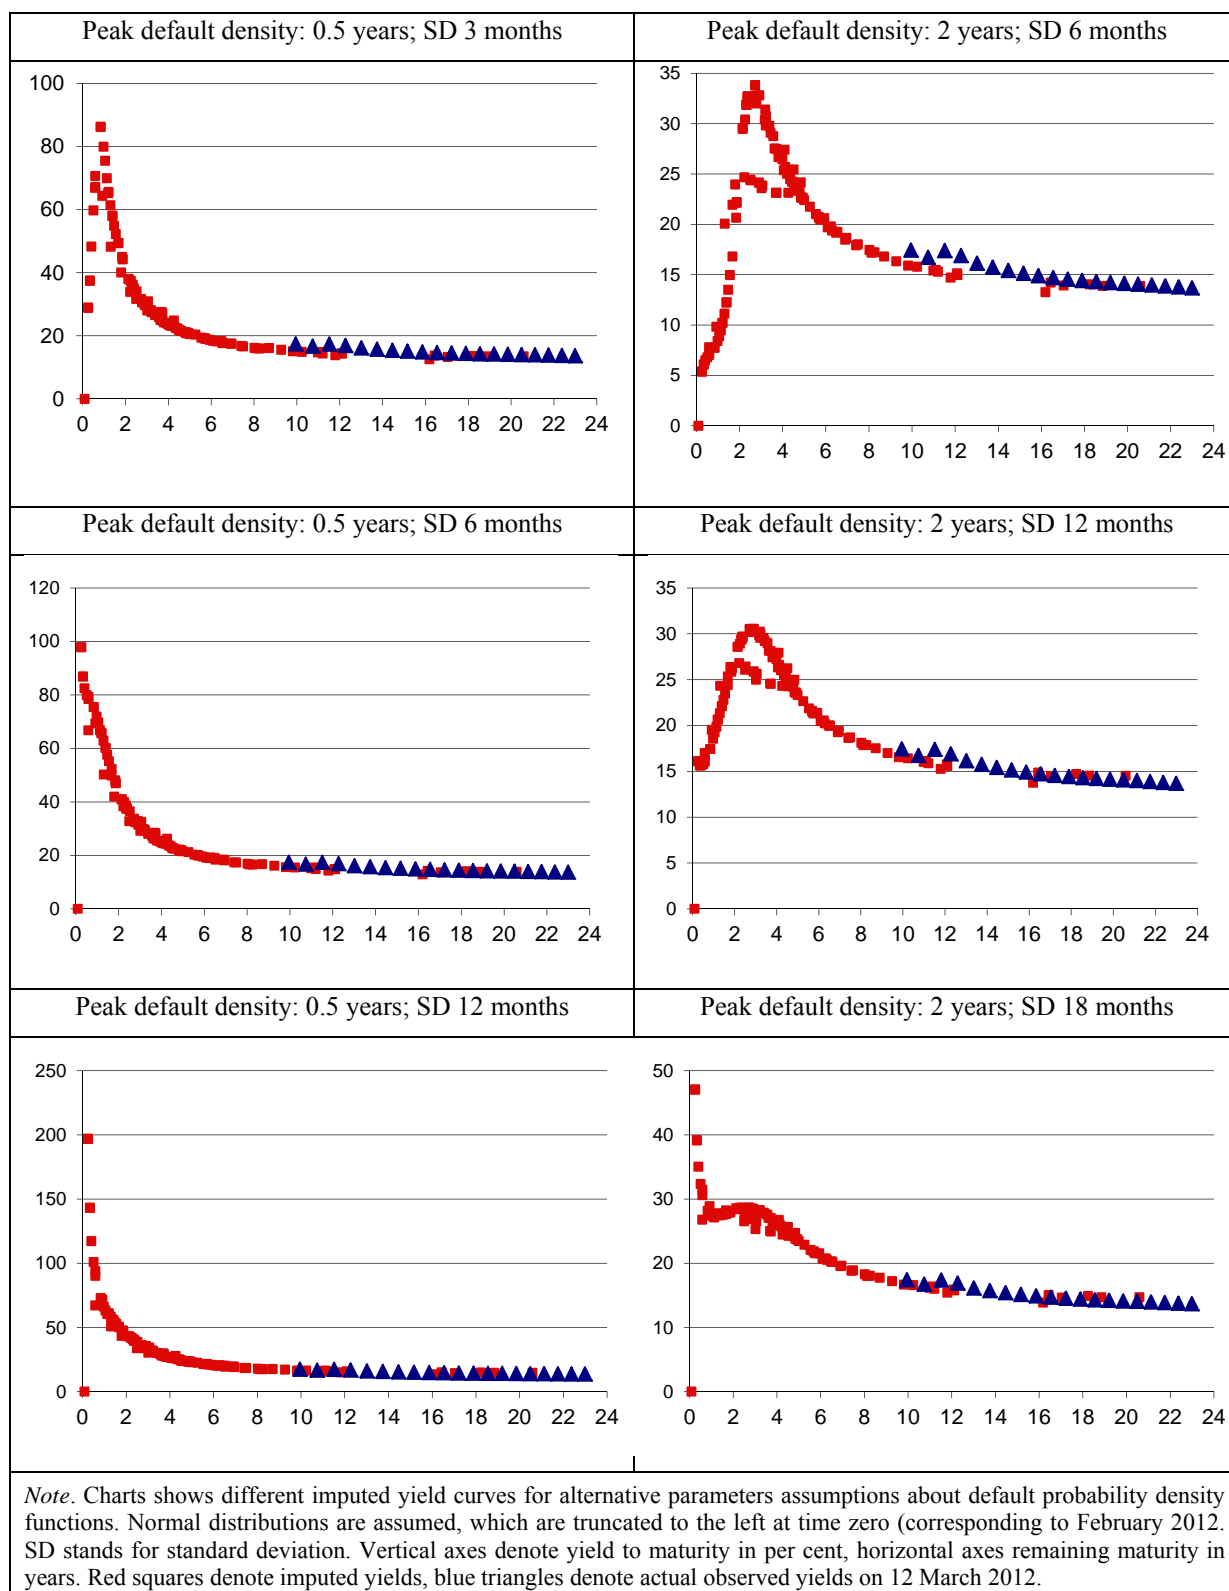 Peak default density: 0.5 years; SD 3 months
Peak default density: 2 years; SD 6 months
100
80
60
40
20
0
0 2 4 6 8 10 12 14 16 18 20 22 24
35
30
25
20
15
10
5
0
0 2 4 6 8 10 12 14 16 18 20 22 24
Peak default density: 0.5 years; SD 6 months
Peak default density: 2 years; SD 12 months
120
100
80
60
40
20
0
0 2 4 6 8 10 12 14 16 18 20 22 24
35
30
25
20
15
10
5
0
0 2 4 6 8 10 12 14 16 18 20 22 24
Peak default density: 0.5 years; SD 12 months
Peak default density: 2 years; SD 18 months
250
200
150
100
50
0
0 2 4 6 8 10 12 14 16 18 20 22 24
50
40
30
20
10
0
0 2 4 6 8 10 12 14 16 18 20 22 24
Note. Charts shows different imputed yield curves for alternative parameters assumptions about default probability density
functions. Normal distributions are assumed, which are truncated to the left at time zero (corresponding to February 2012.
SD stands for standard deviation. Vertical axes denote yield to maturity in per cent, horizontal axes remaining maturity in
years. Red squares denote imputed yields, blue triangles denote actual observed yields on 12 March 2012.